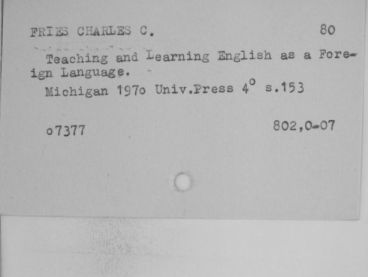 FRIES CHARLES C. 80
Teaching and Learning English as a Fore-
ign Language.
Michigan 1970 Univ.Press 4° s.153
o7377 802,0-07